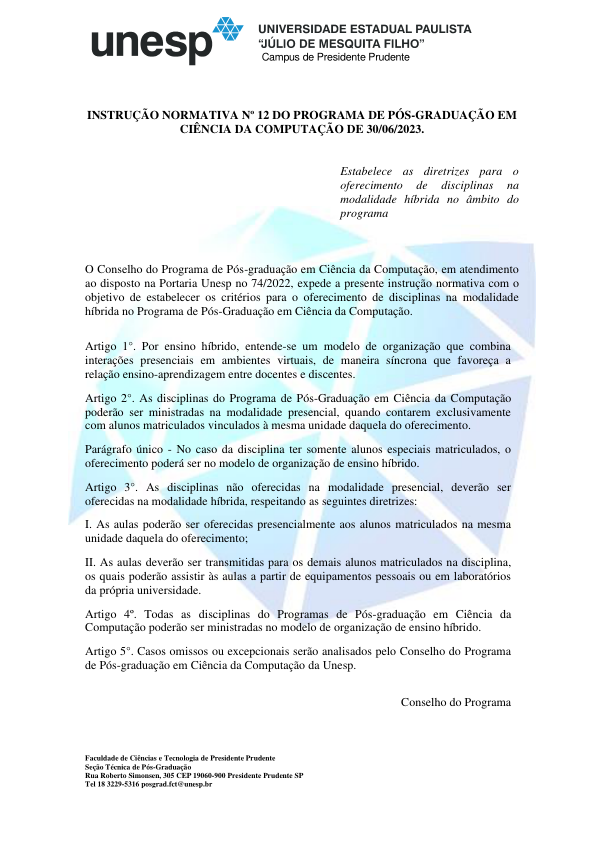 unesp
UNIVERSIDADE ESTADUAL PAULISTA
“JÚLIO DE MESQUITA FILHO”
Campus de Presidente Prudente
INSTRUÇÃO NORMATIVA Nº 12 DO PROGRAMA DE PÓS-GRADUAÇÃO EM
CIÊNCIA DA COMPUTAÇÃO DE 30/06/2023.
Estabelece as diretrizes para o
oferecimento de disciplinas na
modalidade híbrida no âmbito do
programa
O Conselho do Programa de Pós-graduação em Ciência da Computação, em atendimento
ao disposto na Portaria Unesp no 74/2022, expede a presente instrução normativa com o
objetivo de estabelecer os critérios para o oferecimento de disciplinas na modalidade
híbrida no Programa de Pós-Graduação em Ciência da Computação.
Artigo 1°. Por ensino híbrido, entende-se um modelo de organização que combina
interações presenciais em ambientes virtuais, de maneira síncrona que favoreça a
relação ensino-aprendizagem entre docentes e discentes.
Artigo 2°. As disciplinas do Programa de Pós-Graduação em Ciência da Computação
poderão ser ministradas na modalidade presencial, quando contarem exclusivamente
com alunos matriculados vinculados à mesma unidade daquela do oferecimento.
Parágrafo único - No caso da disciplina ter somente alunos especiais matriculados, o
oferecimento poderá ser no modelo de organização de ensino híbrido.
Artigo 3°. As disciplinas não oferecidas na modalidade presencial, deverão ser
oferecidas na modalidade híbrida, respeitando as seguintes diretrizes:
I. As aulas poderão ser oferecidas presencialmente aos alunos matriculados na mesma
unidade daquela do oferecimento;
II. As aulas deverão ser transmitidas para os demais alunos matriculados na disciplina,
os quais poderão assistir às aulas a partir de equipamentos pessoais ou em laboratórios
da própria universidade.
Artigo 4º. Todas as disciplinas do Programas de Pós-graduação em Ciência da
Computação poderão ser ministradas no modelo de organização de ensino híbrido.
Artigo 5°. Casos omissos ou excepcionais serão analisados pelo Conselho do Programa
de Pós-graduação em Ciência da Computação da Unesp.
Conselho do Programa
Faculdade de Ciências e Tecnologia de Presidente Prudente
Seção Técnica de Pós-Graduação
Rua Roberto Simonsen, 305 CEP 19060-900 Presidente Prudente SP
Tel 18 3229-5316 posgrad.fct@unesp.br